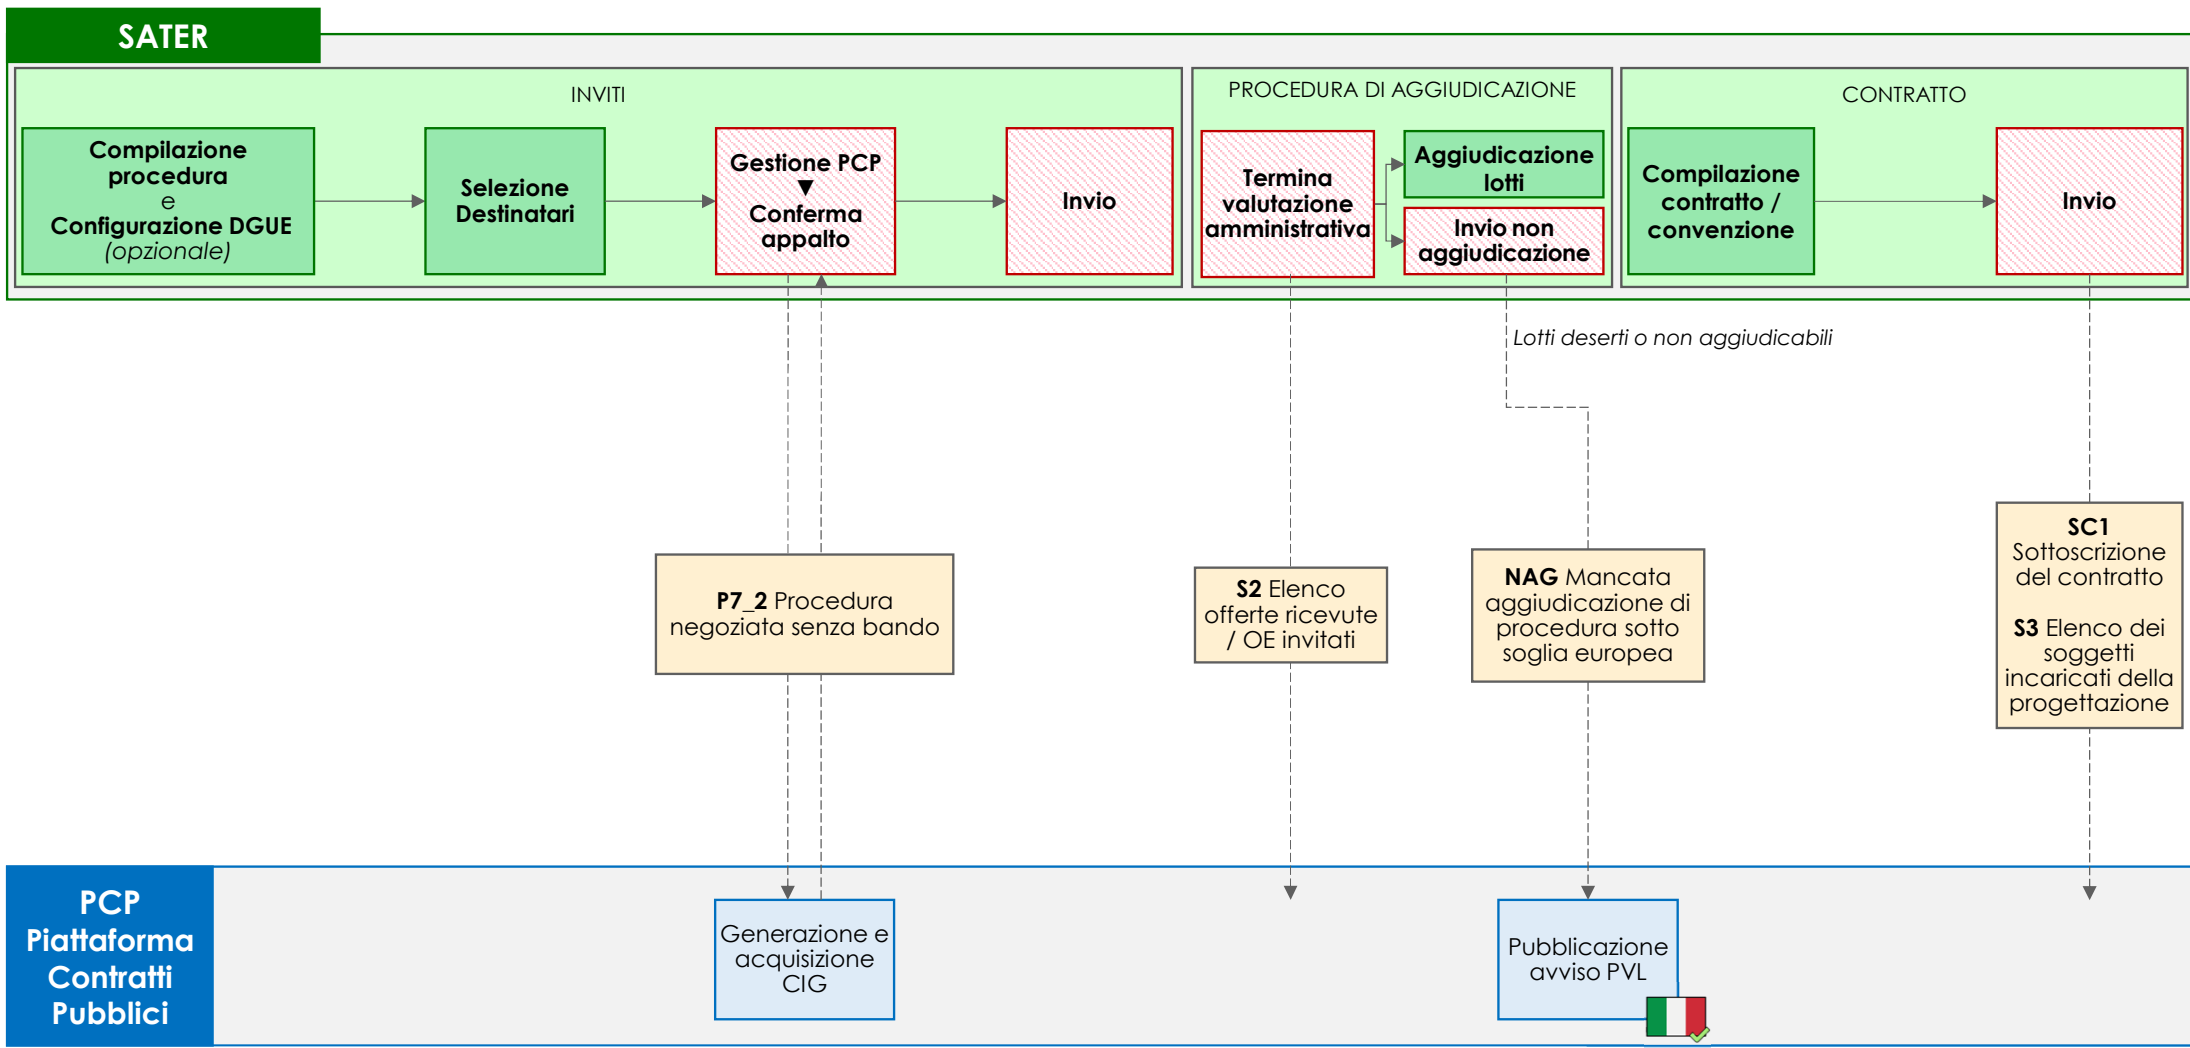 SATER
INVITI
Compilazione
procedura
e
Configurazione DGUE
(opzionale)
Selezione
Destinatari
Gestione PCP
▼
Conferma
appalto
Invio
PROCEDURA DI AGGIUDICAZIONE
Termina
valutazione
amministrativa
Aggiudicazione
lotti
Invio non
aggiudicazione
CONTRATTO
Compilazione
contratto /
convenzione
Invio
Lotti deserti o non aggiudicabili
P7_2 Procedura
negoziata senza bando
S2 Elenco
offerte ricevute
/ OE invitati
NAG Mancata
aggiudicazione di
procedura sotto
soglia europea
SC1
Sottoscrizione
del contratto
S3 Elenco dei
soggetti
incaricati della
progettazione
PCP
Piattaforma
Contratti
Pubblici
Generazione e
acquisizione
CIG
Pubblicazione
avviso PVL